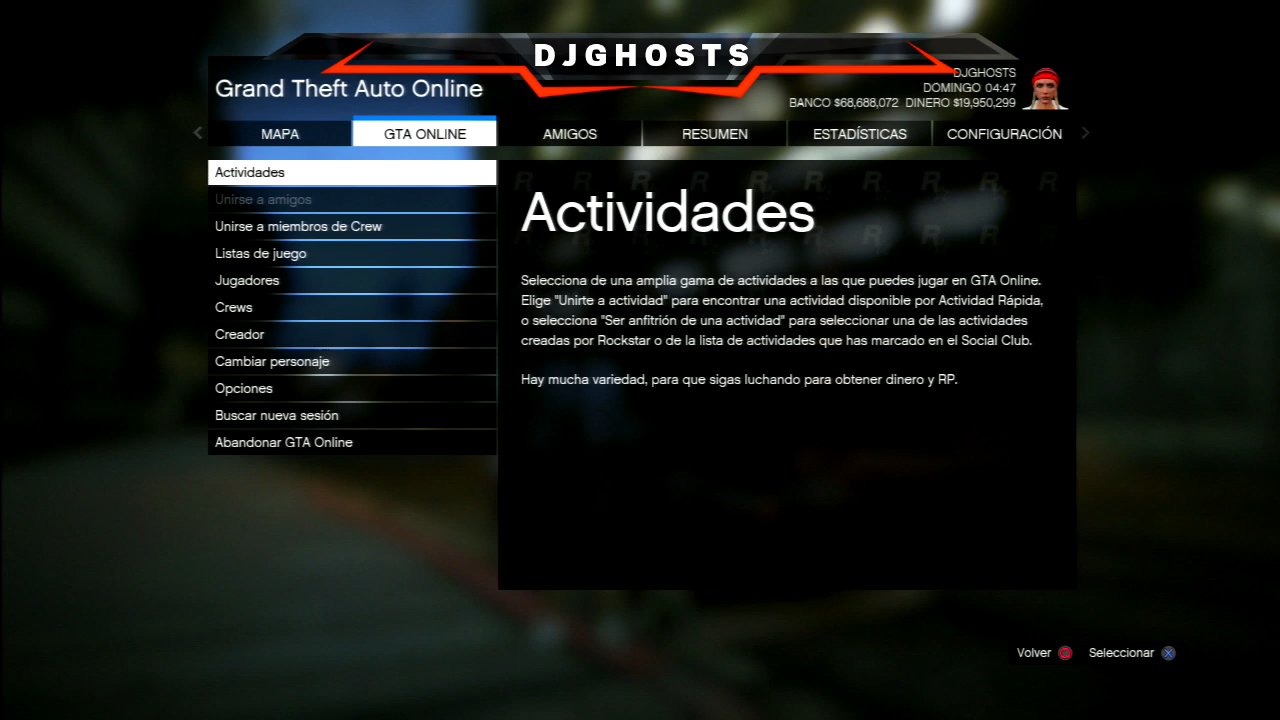 DJGHOSTS
Grand Theft Auto Online
DJGHOSTS
DOMINGO 04:47
BANCO $68,688,072 DINERO $19,950,299
MAPA GTA ONLINE AMIGOS RESUMEN ESTADÍSTICAS CONFIGURACIÓN
Actividades
Unirse a amigos
Unirse a miembros de Crew
Listas de juego
Jugadores
Crews
Creador
Cambiar personaje
Opciones
Buscar nueva sesión
Abandonar GTA Online
Actividades
Selecciona de una amplia gama de actividades a las que puedes jugar en GTA Online.
Elige "Unirte a actividad" para encontrar una actividad disponible por Actividad Rápida,
o selecciona "Ser anfitrión de una actividad" para seleccionar una de las actividades
creadas por Rockstar o de la lista de actividades que has marcado en el Social Club.
Hay mucha variedad, para que sigas luchando para obtener dinero y RP.
Volver Seleccionar